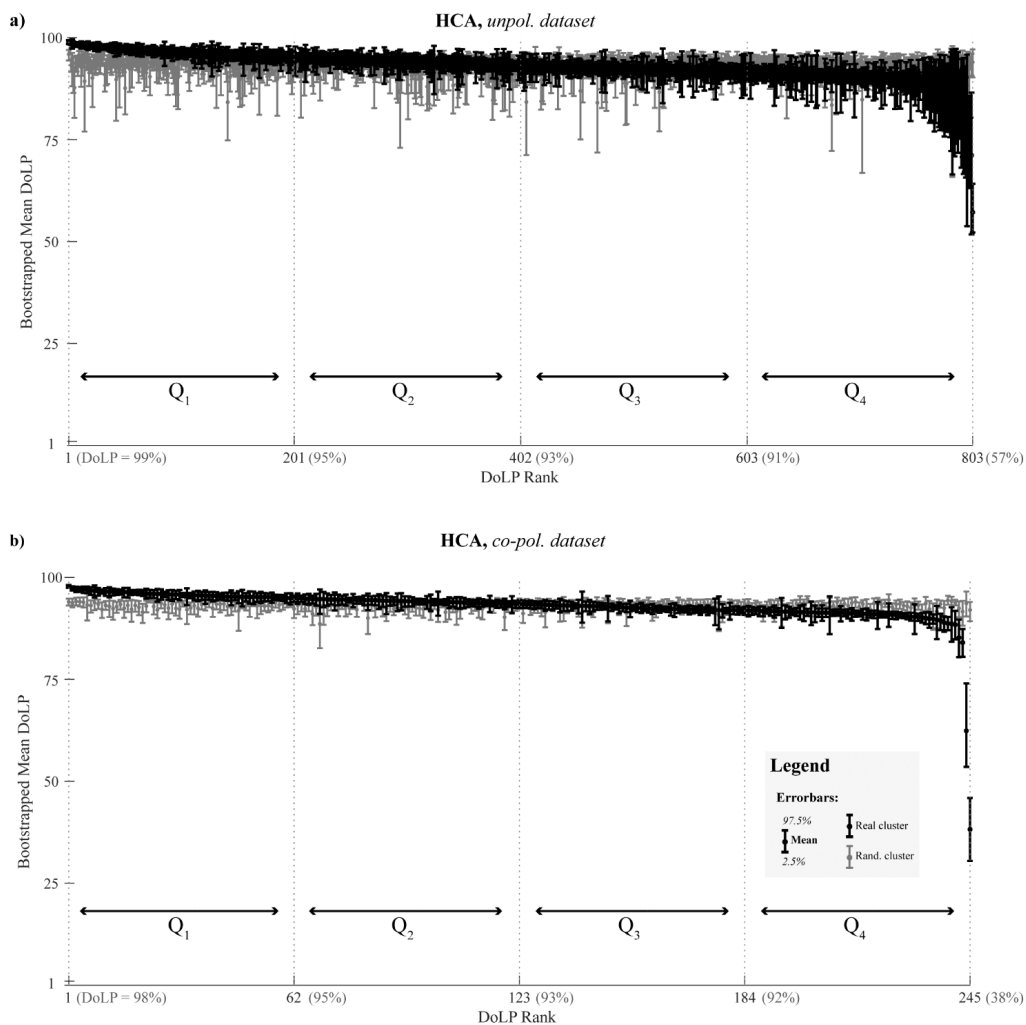 a)
HCA, unpol. dataset
100
75
50
25
1
Bootstrapped Mean DoLP
Q1
Q2
Q3
Q4
1 (DoLP = 99%)
201 (95%)
402 (93%)
603 (91%)
803 (57%)
DoLP Rank
b)
HCA, co-pol. dataset
100
75
50
25
1
Bootstrapped Mean DoLP
Legend
Errorbars:
97.5%
Mean
2.5%
Real cluster
Rand. cluster
Q1
Q2
Q3
Q4
1 (DoLP = 98%)
62 (95%)
123 (93%)
184 (92%)
245 (38%)
DoLP Rank